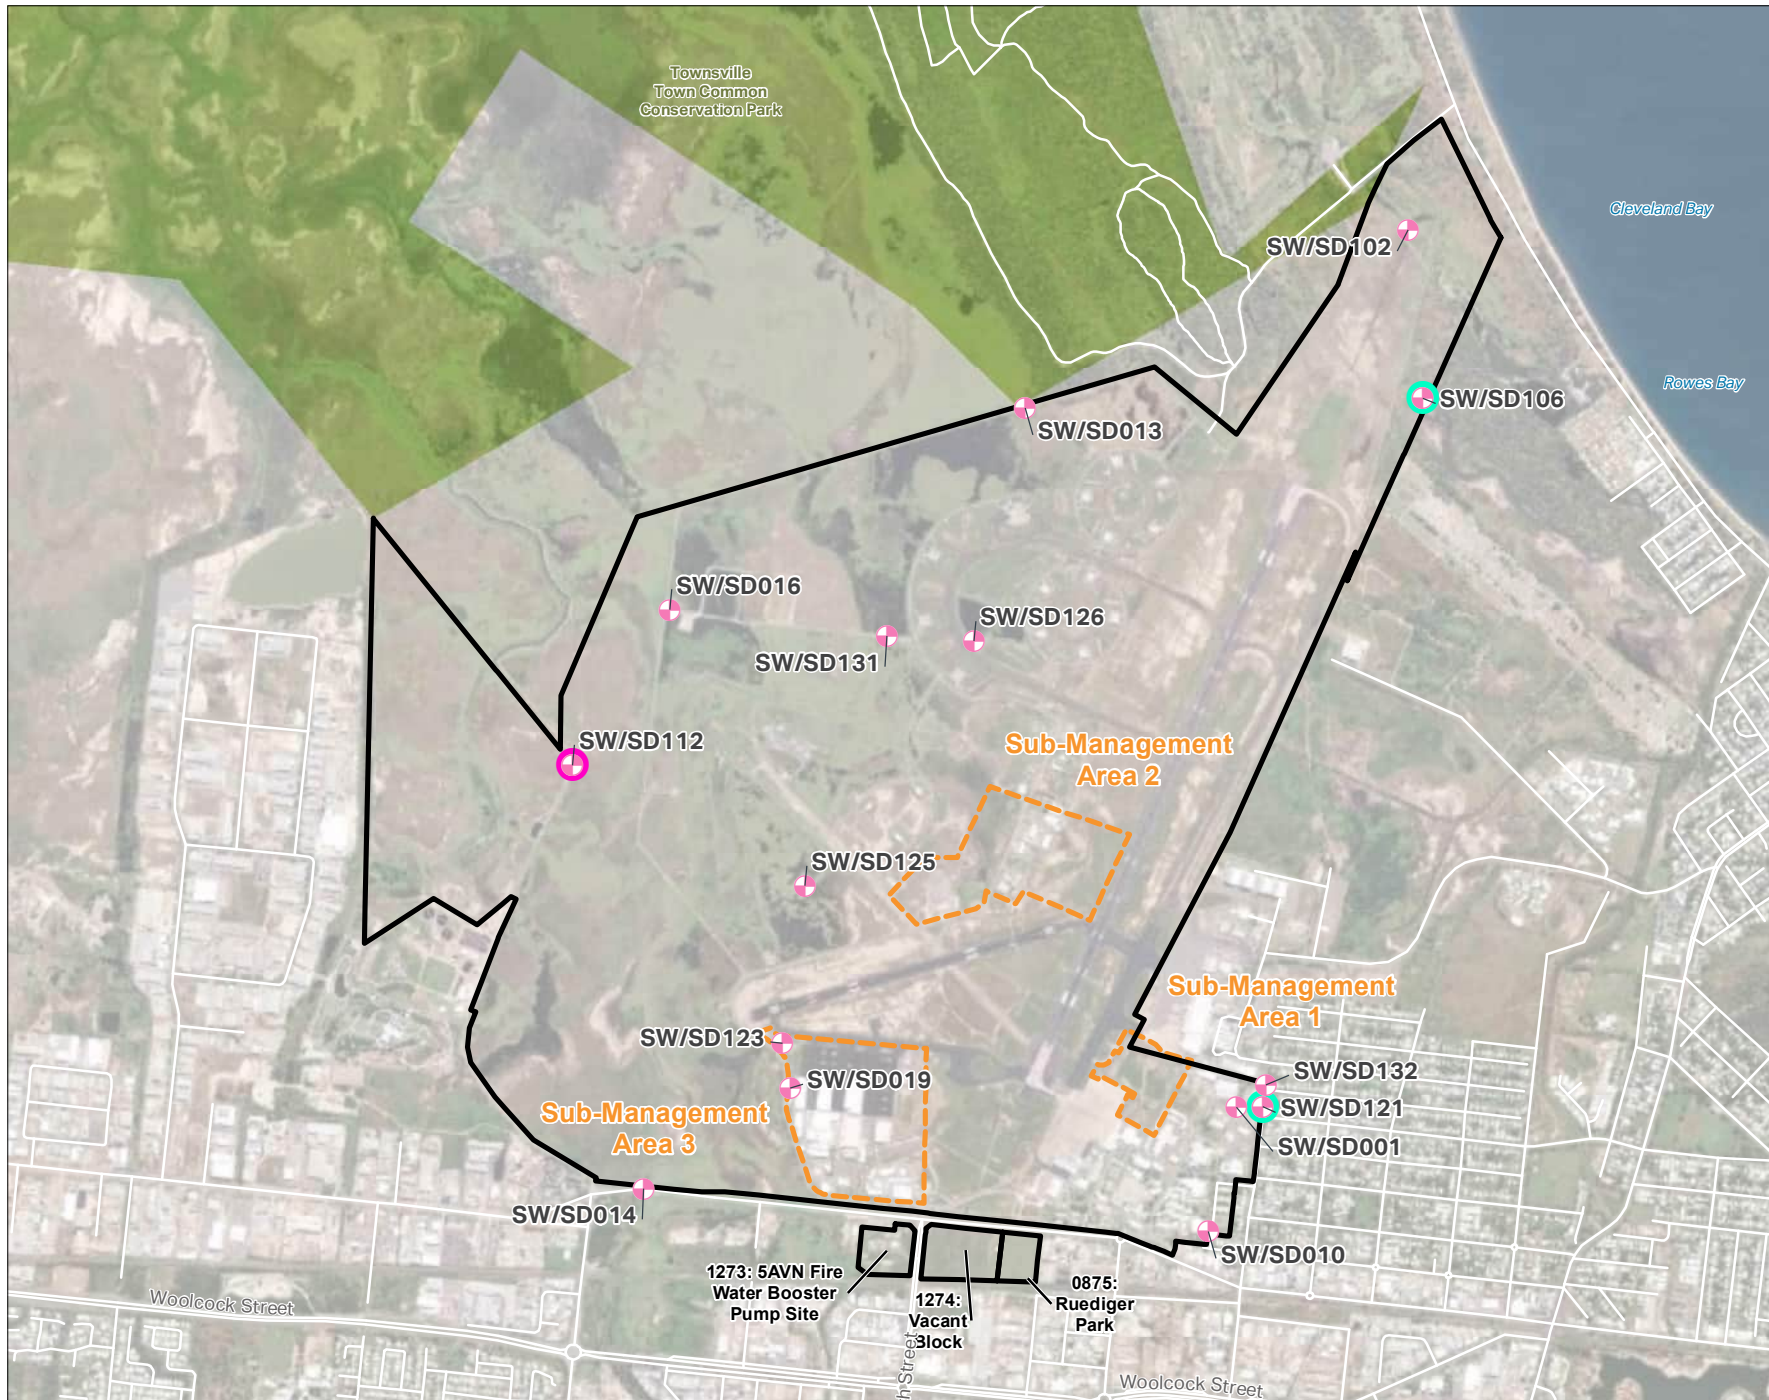 Townsville
Town Common
Conservation Park
Cleveland Bay
SW/SD102
Rowes Bay
SW/SD106
SW/SD013
SW/SD016
SW/SD126
SW/SD131
SW/SD112
Sub-Management
Area 2
SW/SD125
Sub-Management
Area 1
SW/SD123
SW/SD132
SW/SD019
SW/SD121
Sub-Management
Area 3
SW/SD001
SW/SD014
SW/SD010
1273: 5AVN Fire
Water Booster
Pump Site
1274:
Vacant
Block
0875:
Ruediger
Park
Woolcock Street
h Street
Woolcock Street